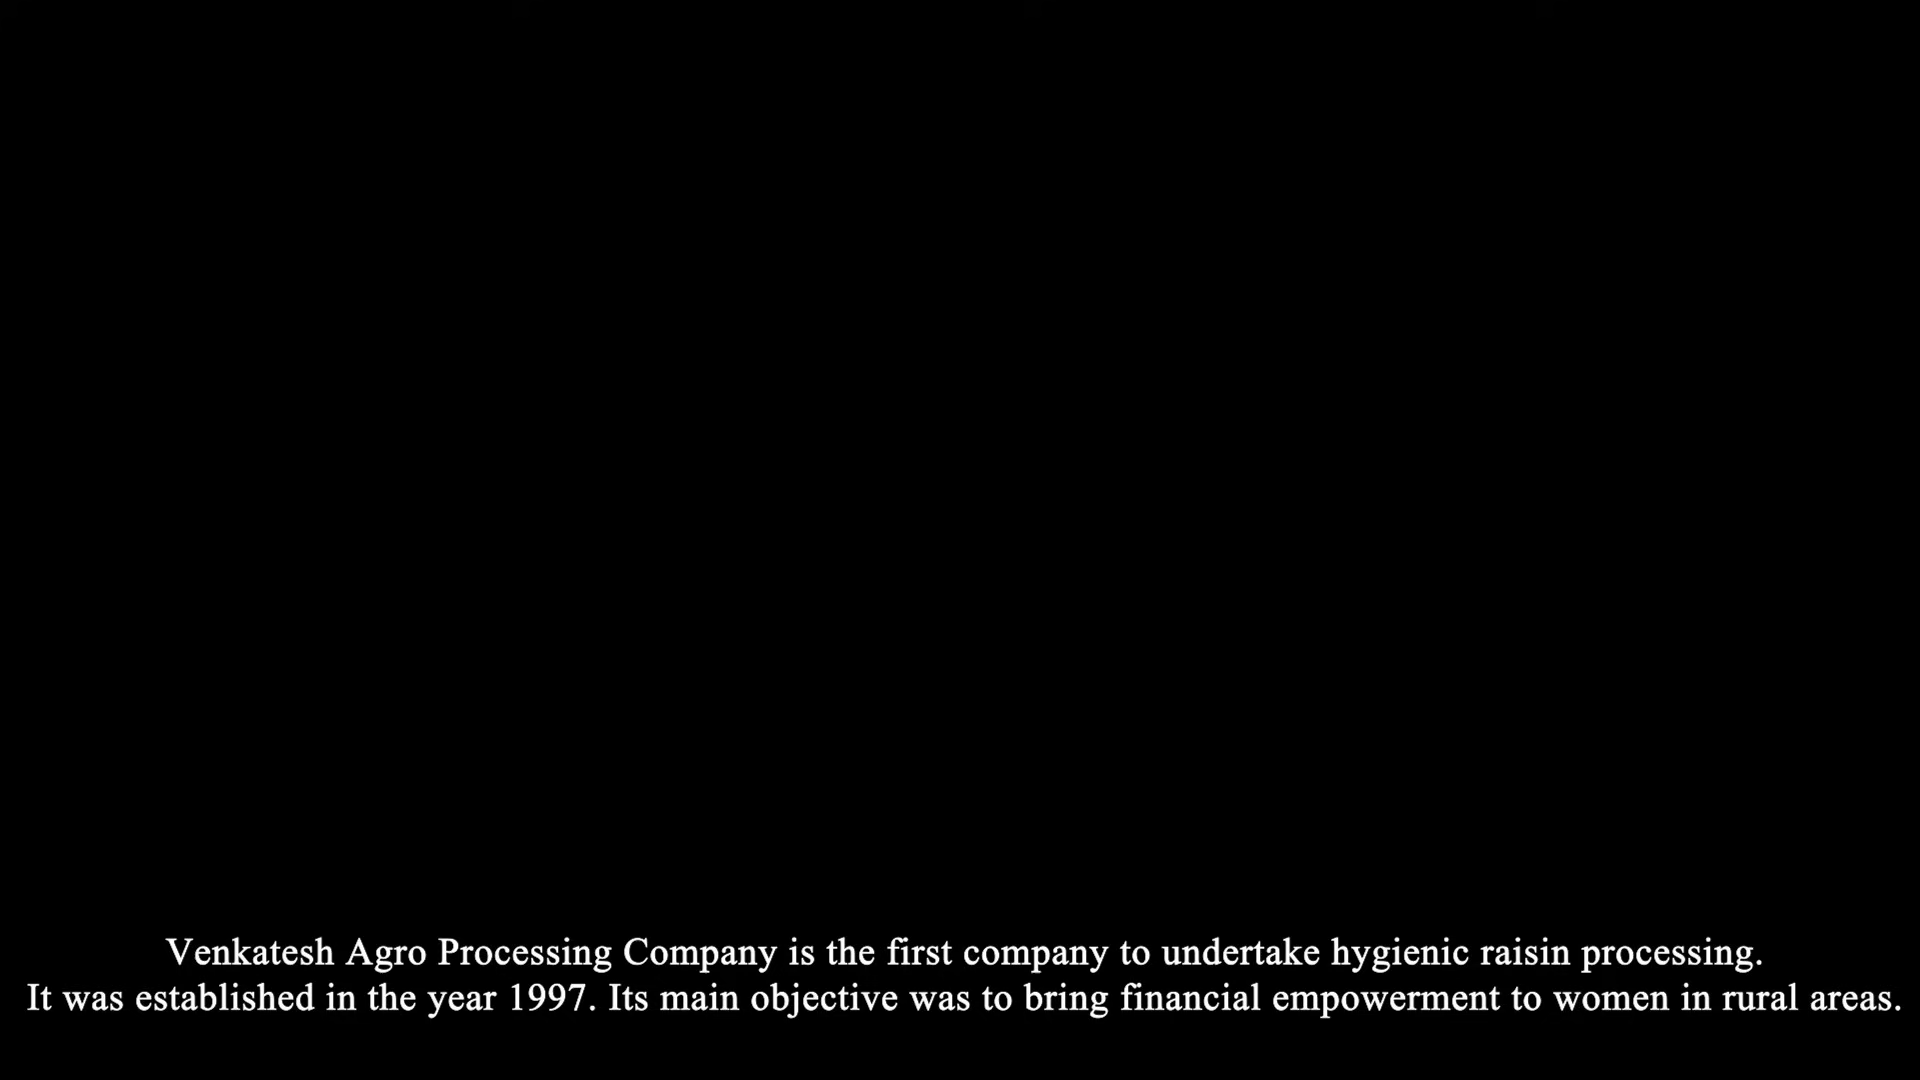 Venkatesh Agro Processing Company is the first company to undertake hygienic raisin processing.
It was established in the year 1997. Its main objective was to bring financial empowerment to women in rural areas.